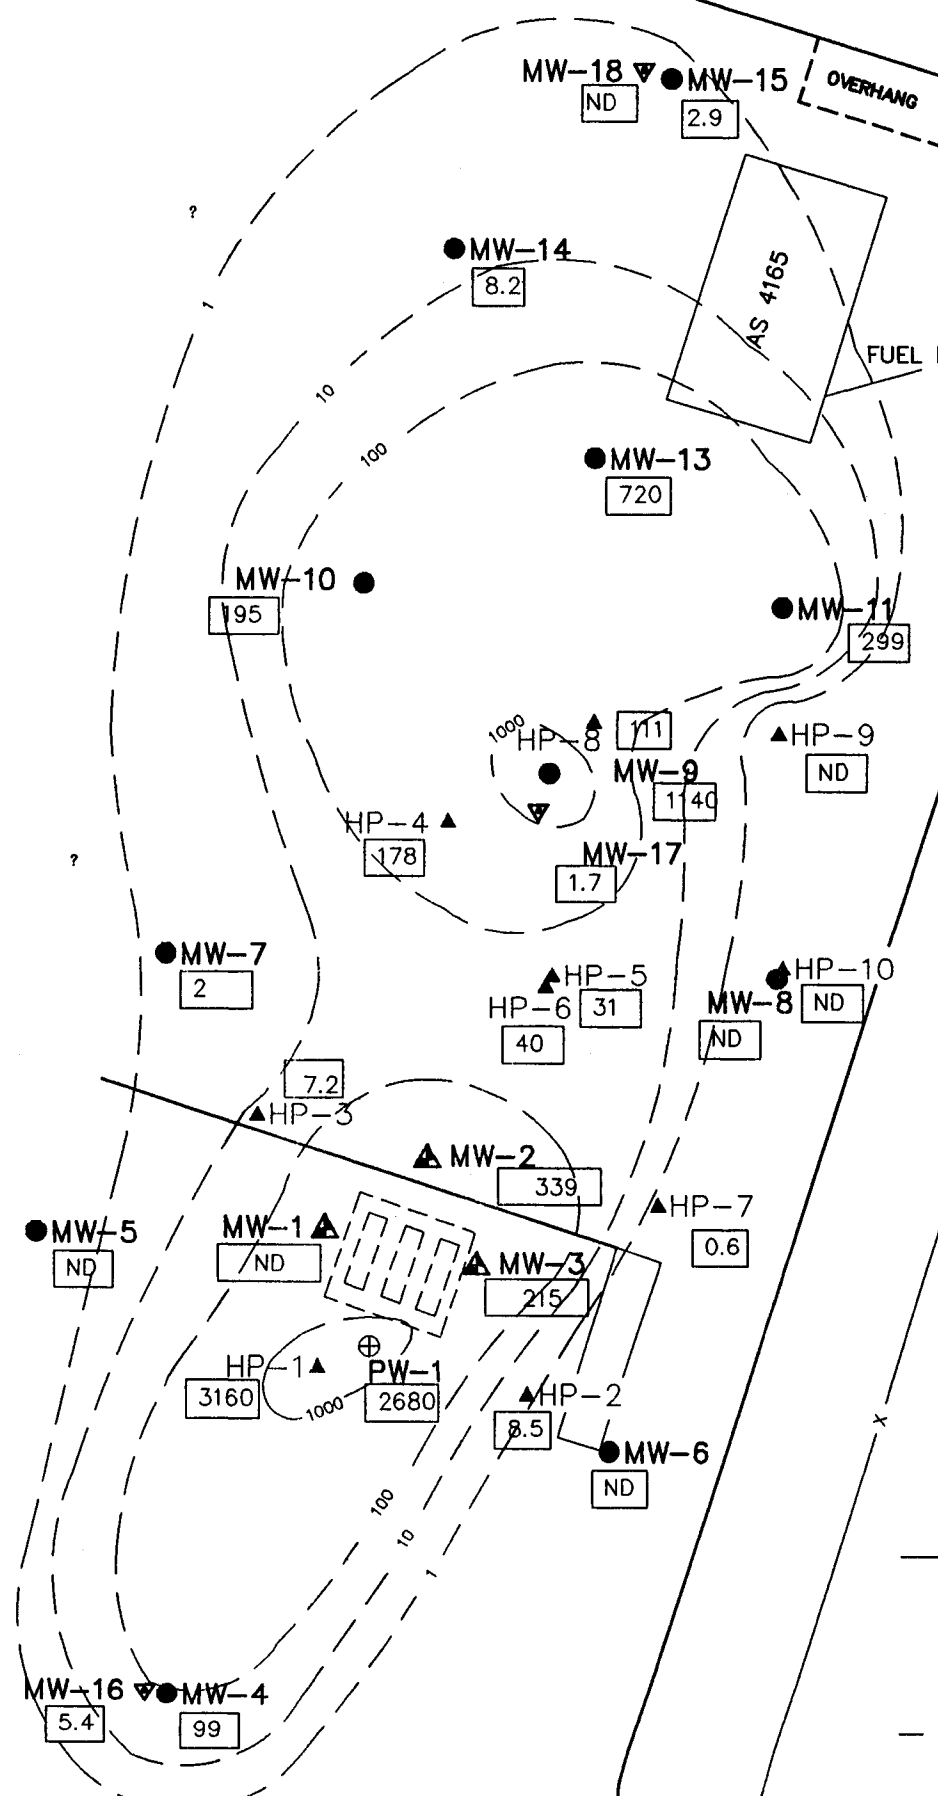 MW-18
MW-15
OVERHANG
ND
2.9
?
MW-14
8.2
AS 4165
1
FUEL
10
100
MW-13
720
MW-10
195
MW-11
299
1000
HP-8
111
HP-9
ND
MW-9
1140
HP-4
178
MW-17
1.7
?
MW-7
2
HP-5
31
HP-6
40
HP-10
ND
MW-8
ND
7.2
HP-3
MW-2
339
MW-5
ND
MW-1
ND
HP-7
0.6
MW-3
215
HP-1
3160
PW-1
2680
1000
HP-2
8.5
MW-6
ND
X
100
10
1
MW-16
5.4
MW-4
99